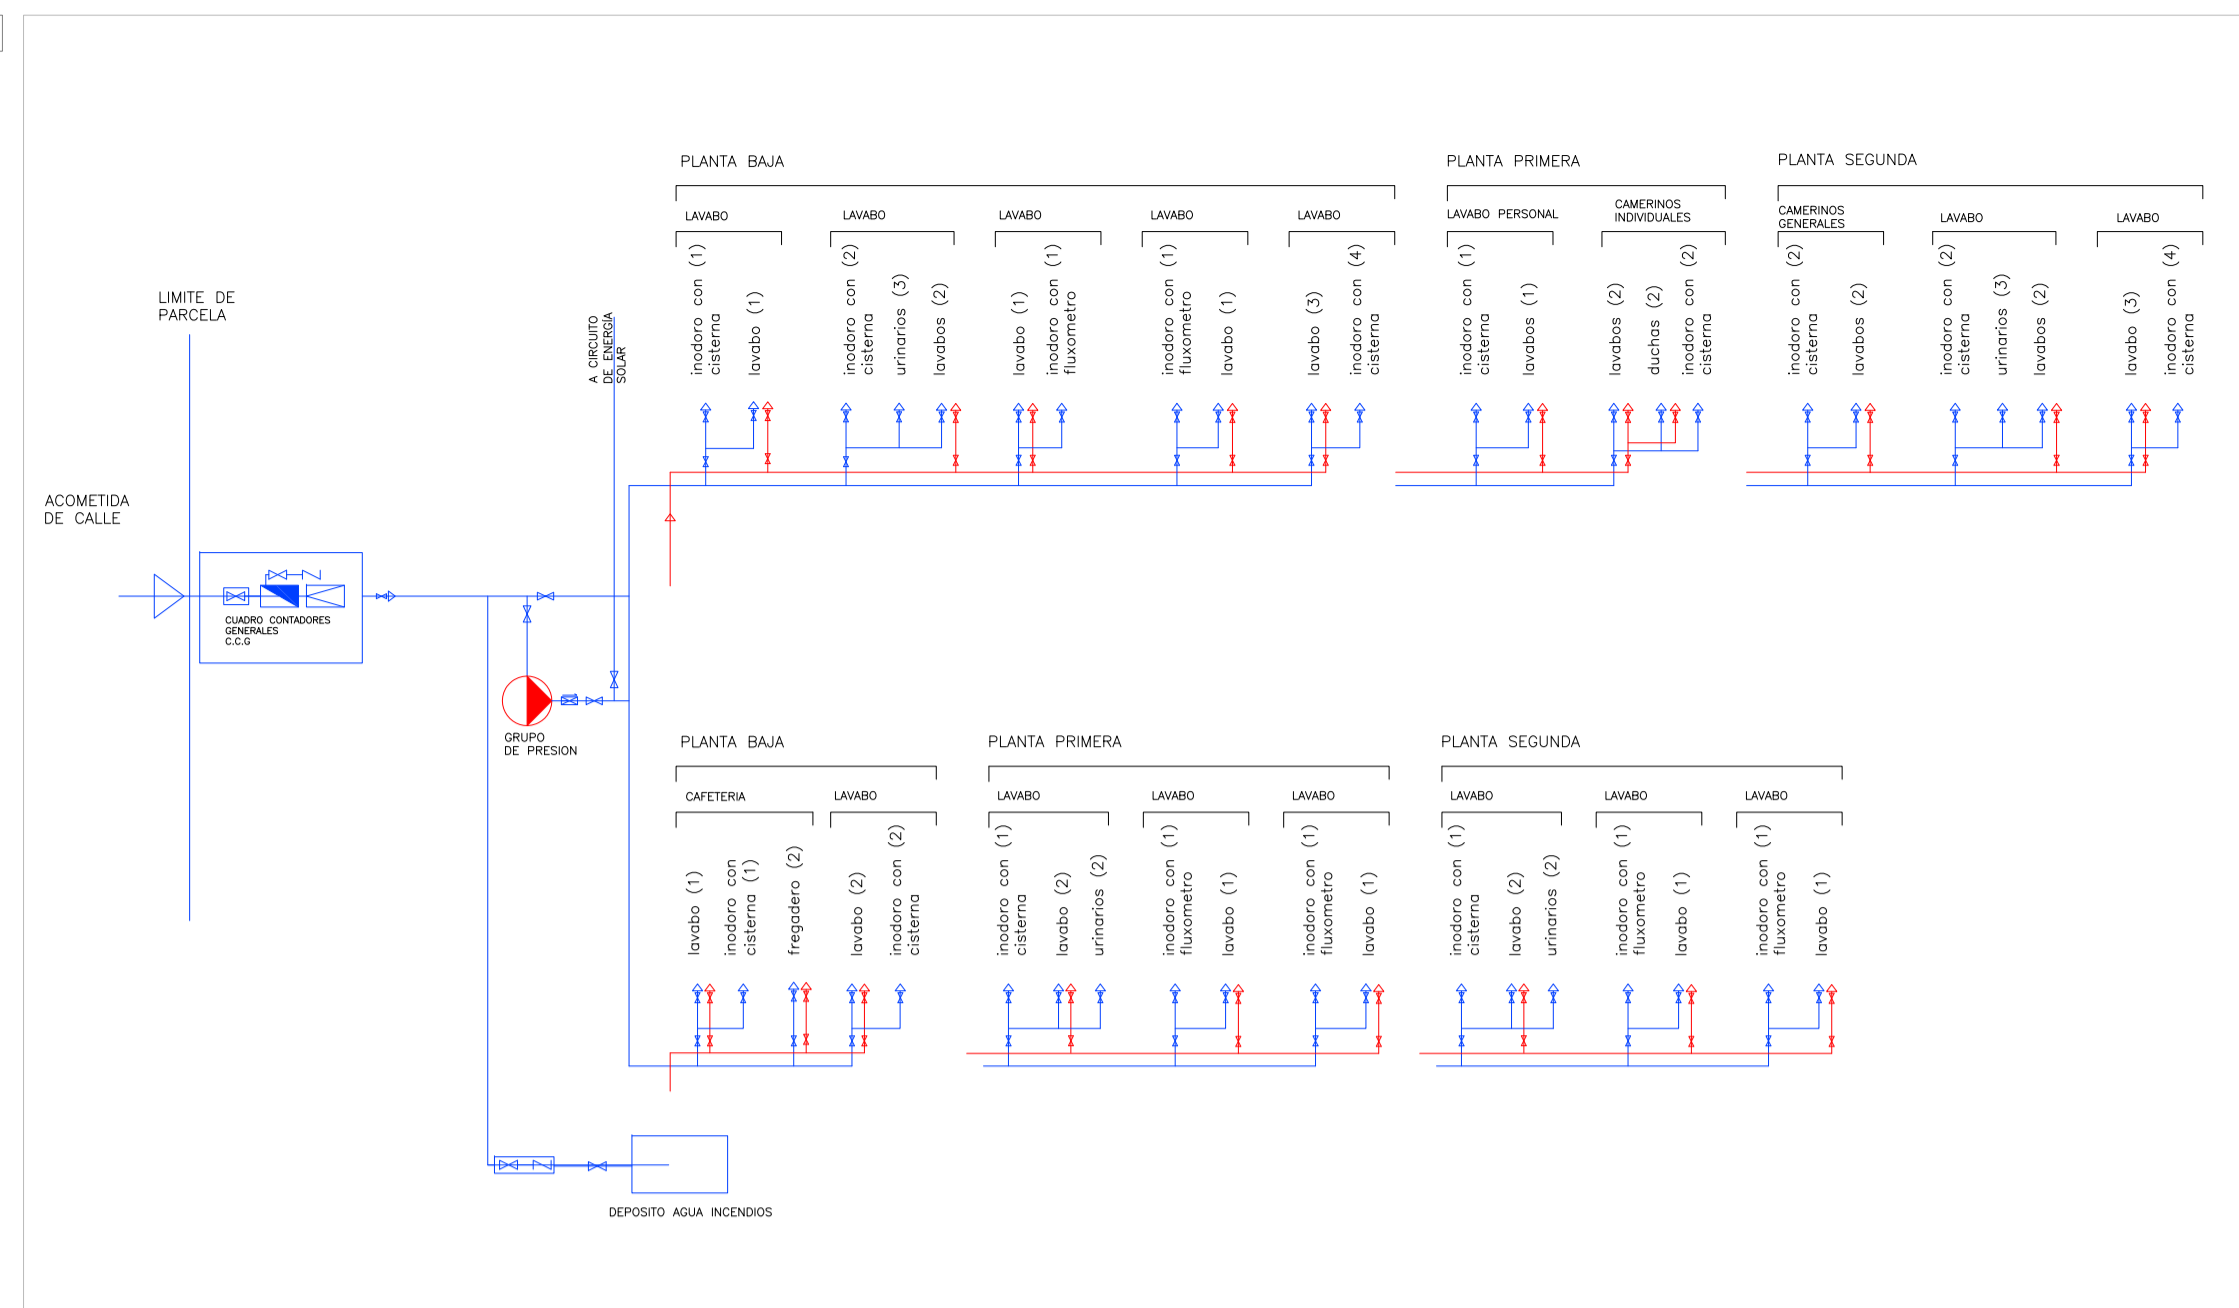 PLANTA BAJA
PLANTA PRIMERA
PLANTA SEGUNDA
LAVABO
LAVABO
LAVABO
LAVABO
LAVABO
LAVABO PERSONAL
CAMERINOS
INDIVIDUALES
CAMERINOS
GENERALES
LAVABO
LAVABO
inodoro con (1)
cisterna
lavabo (1)
inodoro con (2)
cisterna
urinarios (3)
lavabos (2)
lavabo (1)
inodoro con (1)
fluxometro
inodoro con (1)
fluxometro
lavabo (1)
lavabo (3)
inodoro con (4)
cisterna
inodoro con (1)
cisterna
lavabos (1)
lavabos (2)
duchas (2)
inodoro con (2)
cisterna
inodoro con (2)
cisterna
lavabos (2)
inodoro con (2)
cisterna
urinarios (3)
lavabos (2)
lavabo (3)
inodoro con (4)
cisterna
LIMITE DE
PARCELA
A CIRCUITO
DE ENERGÍA
SOLAR
ACOMETIDA
DE CALLE
CUADRO CONTADORES
GENERALES
C.C.G
GRUPO
DE PRESION
PLANTA BAJA
PLANTA PRIMERA
PLANTA SEGUNDA
CAFETERIA
LAVABO
LAVABO
LAVABO
LAVABO
LAVABO
LAVABO
LAVABO
lavabo (1)
inodoro con
cisterna (1)
fregadero (2)
lavabo (2)
inodoro con (2)
cisterna
inodoro con (1)
cisterna
lavabo (2)
urinarios (2)
inodoro con (1)
fluxometro
lavabo (1)
inodoro con (1)
fluxometro
lavabo (1)
inodoro con (1)
cisterna
lavabo (2)
urinarios (2)
inodoro con (1)
fluxometro
lavabo (1)
inodoro con (1)
fluxometro
lavabo (1)
DEPOSITO AGUA INCENDIOS